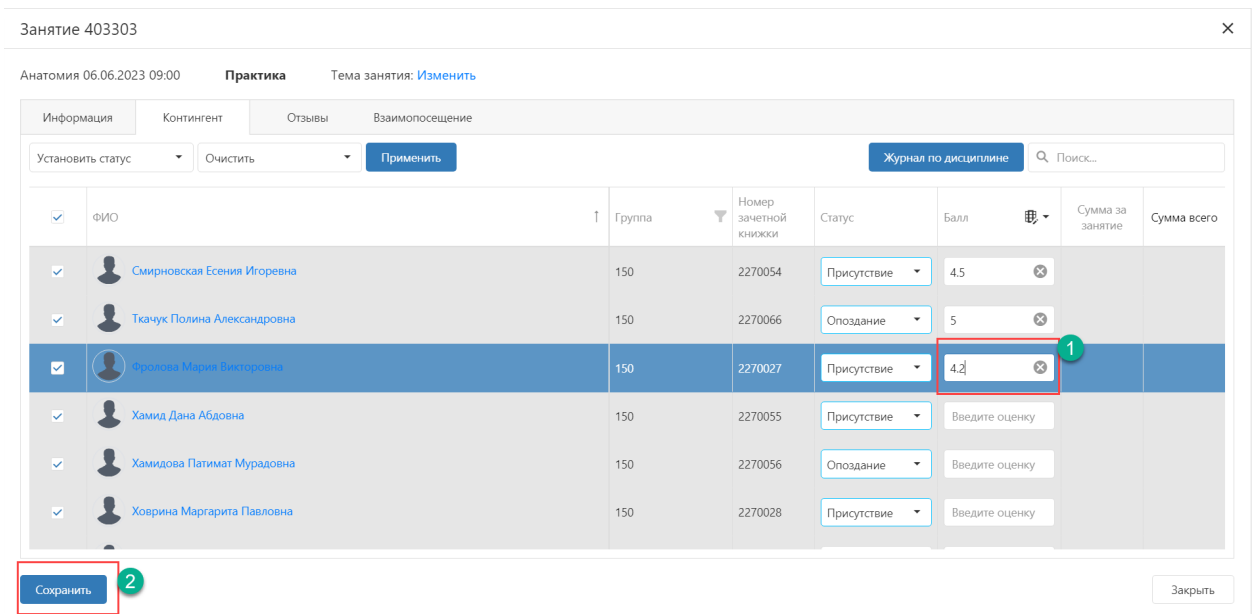 Занятие 403303
Анатомия 06.06.2023 09:00 Практика Тема занятия: Изменить
Информация Контингент Отзывы Взаимопосещение
Установить статус Очистить Применить Журнал по дисциплине Поиск...
ФИО Группа Номер зачетной книжки Статус Балл Сумма за занятие Сумма всего
Смирновская Есения Игоревна 150 2270054 Присутствие 4.5
Ткачук Полина Александровна 150 2270066 Опоздание 5
1
Фролова Мария Викторовна 150 2270027 Присутствие 4.2
Хамид Дана Абдовна 150 2270055 Присутствие Введите оценку
Хамидова Патимат Мурадовна 150 2270056 Опоздание Введите оценку
Ховрина Маргарита Павловна 150 2270028 Присутствие Введите оценку
Сохранить 2 Закрыть